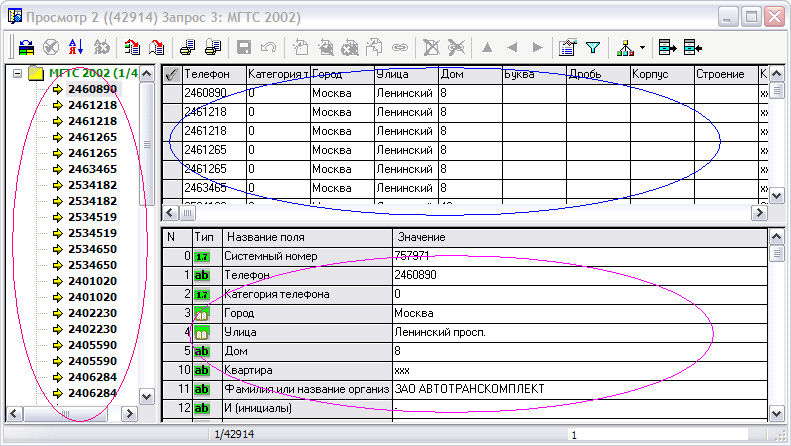 Просмотр 2 ((42914) Запрос 3: МГТС 2002)
МГТС 2002 (1/4
2460890
2461218
2461218
2461265
2461265
2463465
2534182
2534182
2534519
2534519
2534650
2534650
2401020
2401020
2402230
2402230
2405590
2405590
2406284
2406284
Телефон Категория т Город Улица Дом Буква Дробь Корпус Строение К
2460890 0 Москва Ленинский 8 xx
2461218 0 Москва Ленинский 8 xx
2461218 0 Москва Ленинский 8 xx
2461265 0 Москва Ленинский 8 xx
2461265 0 Москва Ленинский 8 xx
2463465 0 Москва Ленинский 8 xx
N Тип Название поля Значение
0 1.7 Системный номер 757971
1 ab Телефон 2460890
2 1.7 Категория телефона 0
3 Город Москва
4 Улица Ленинский просп.
5 ab Дом 8
10 ab Квартира xxx
11 ab Фамилия или название организ ЗАО АВТОТРАНСКОМПЛЕКТ
12 ab И (инициалы) .
1/42914 1